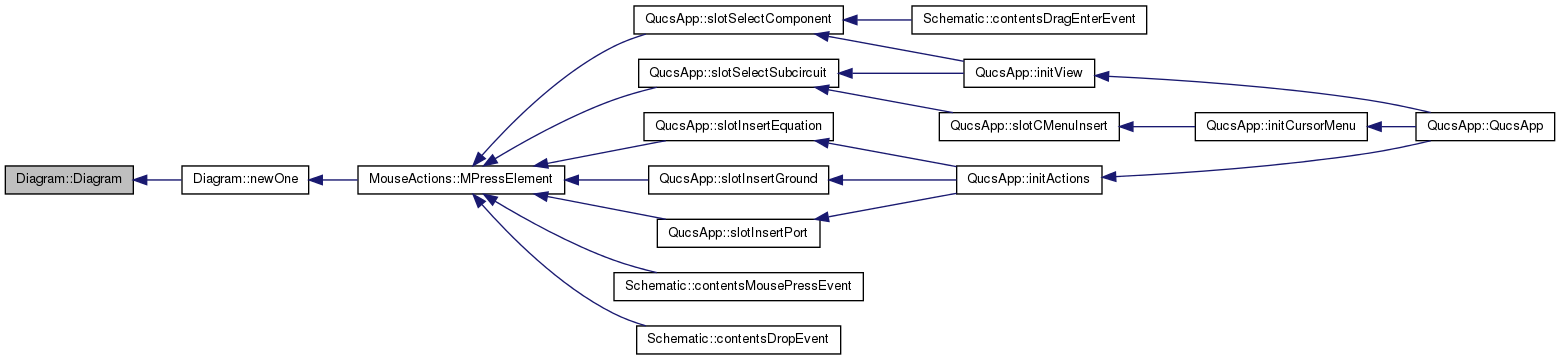 QucsApp::slotSelectComponent
Schematic::contentsDragEnterEvent
QucsApp::slotSelectSubcircuit
QucsApp::initView
QucsApp::slotInsertEquation
QucsApp::slotCMenuInsert
QucsApp::initCursorMenu
QucsApp::QucsApp
Diagram::Diagram
Diagram::newOne
MouseActions::MPressElement
QucsApp::slotInsertGround
QucsApp::initActions
QucsApp::slotInsertPort
Schematic::contentsMousePressEvent
Schematic::contentsDropEvent